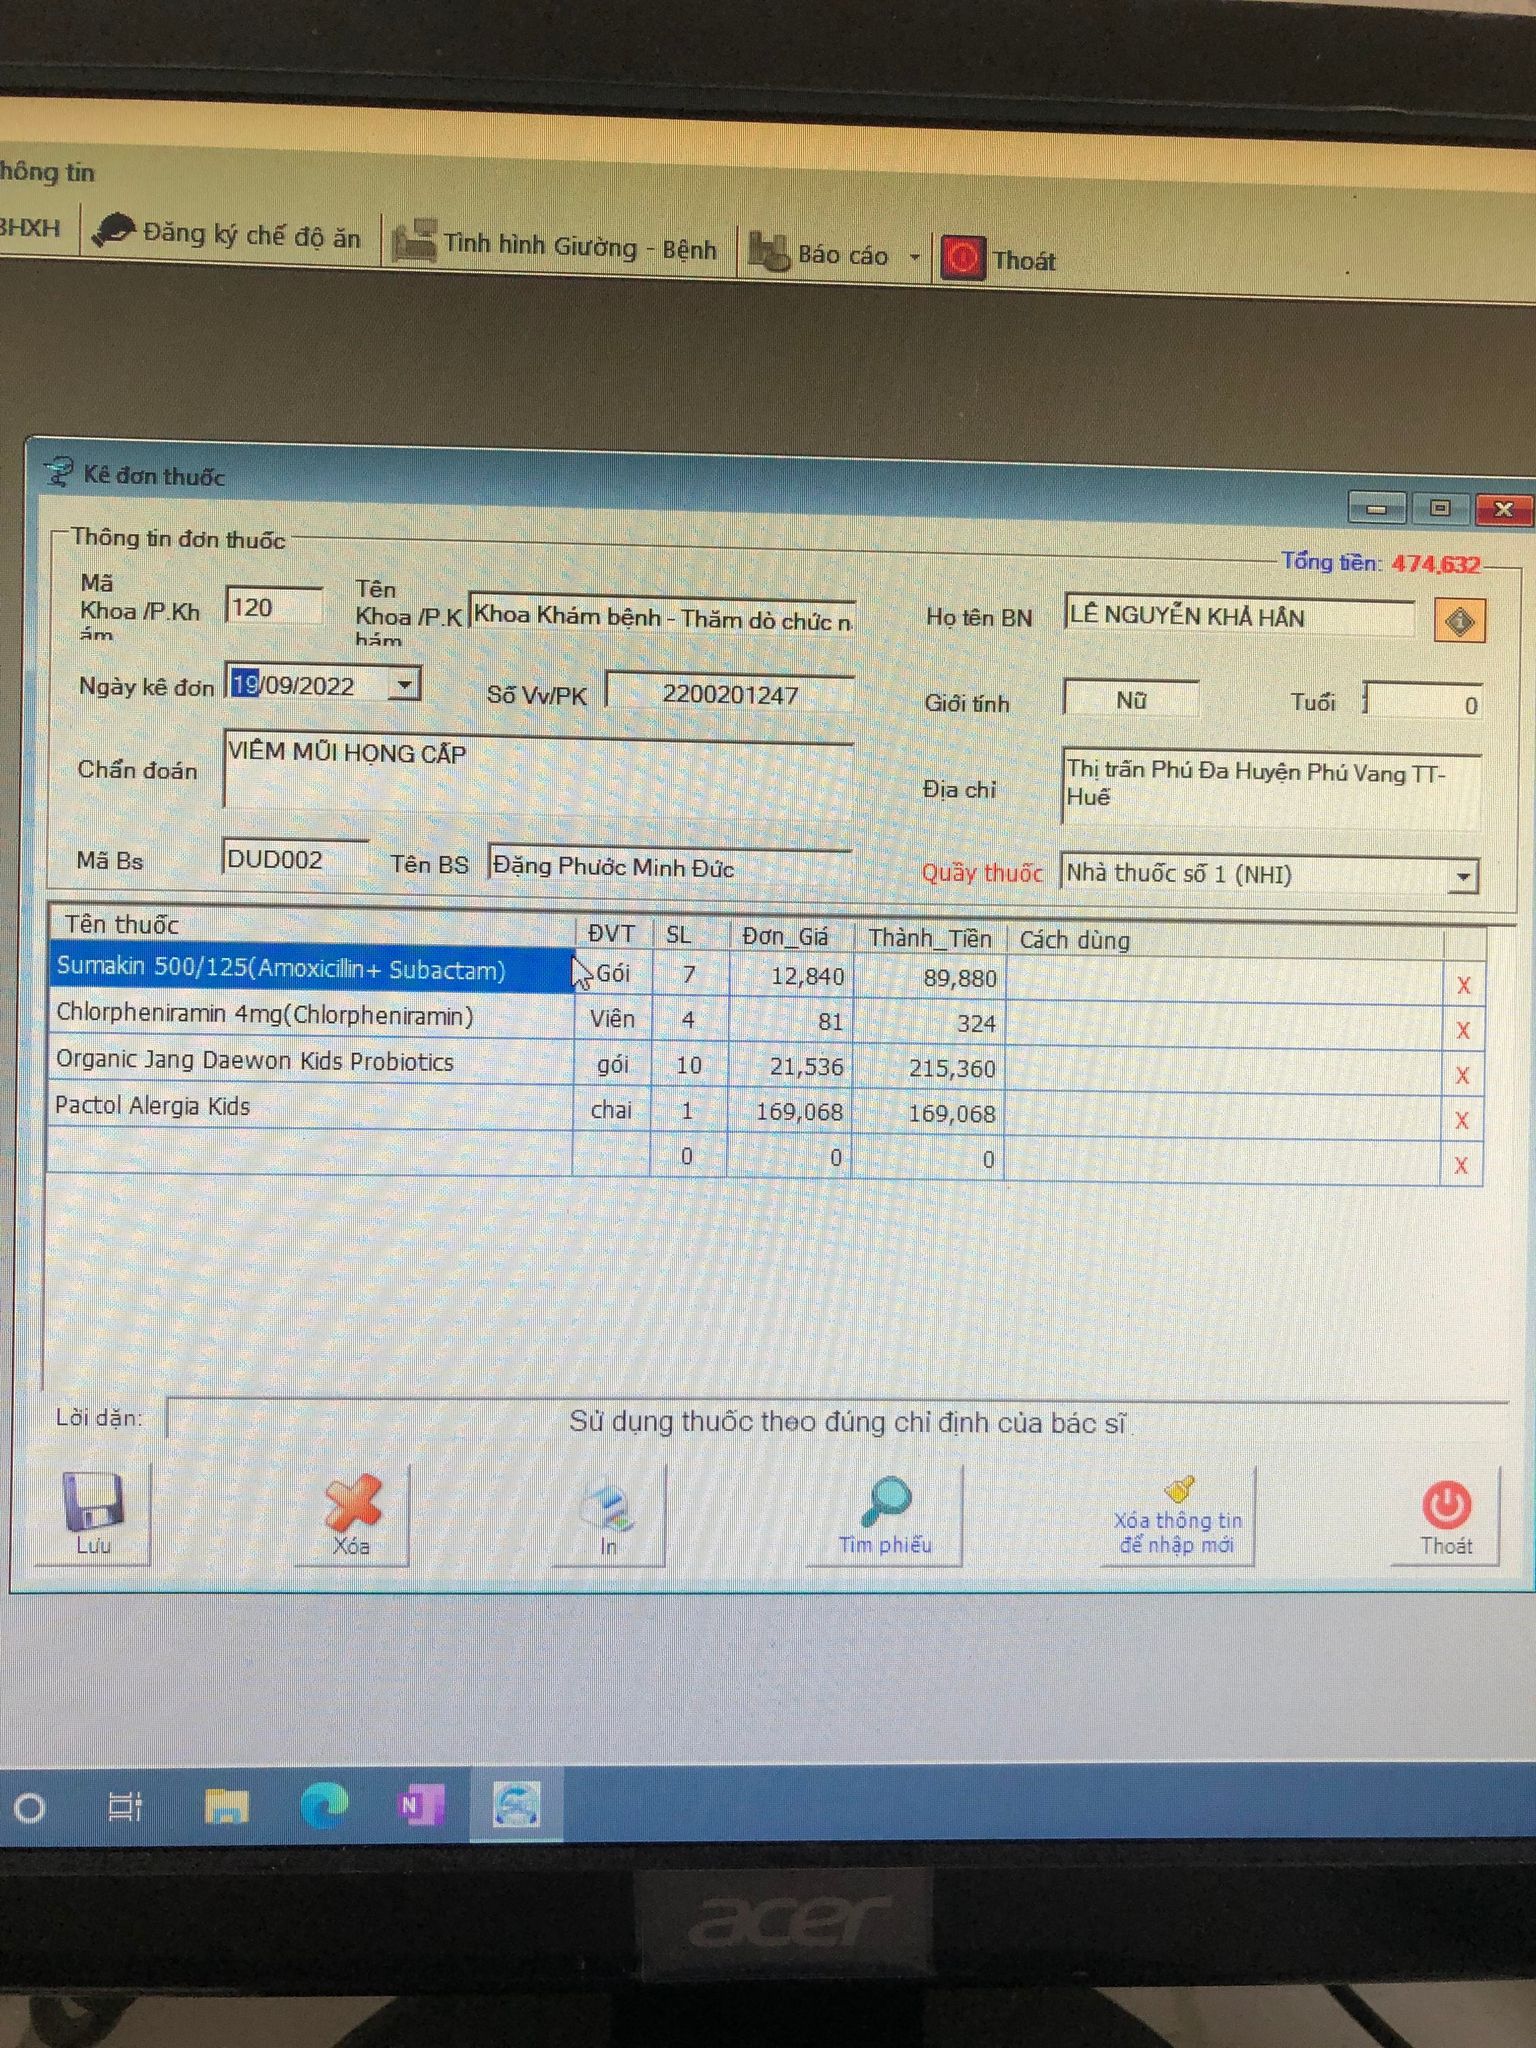 hông tin
BHXH Đăng ký chế độ ăn Tình hình Giường - Bệnh Báo cáo Thoát
Kê đơn thuốc
Thông tin đơn thuốc Tổng tiền: 474,632
Mã Khoa /P.Kh ám 120 Tên Khoa /P.K hám Khoa Khám bệnh - Thăm dò chức n Họ tên BN LÊ NGUYỄN KHẢ HÂN
Ngày kê đơn 19/09/2022 Số Vv/PK 2200201247 Giới tính Nữ Tuổi 0
Chẩn đoán VIÊM MŨI HỌNG CẤP Địa chỉ Thị trấn Phú Đa Huyện Phú Vang TT-
Huế
Mã Bs DUD002 Tên BS Đặng Phước Minh Đức Quầy thuốc Nhà thuốc số 1 (NHI)
Tên thuốc ĐVT SL Đơn_Giá Thành_Tiền Cách dùng
Sumakin 500/125(Amoxicillin+ Subactam) Gói 7 12,840 89,880 X
Chlorpheniramin 4mg(Chlorpheniramin) Viên 4 81 324 X
Organic Jang Daewon Kids Probiotics gói 10 21,536 215,360 X
Pactol Alergia Kids chai 1 169,068 169,068 X
0 0 0 X
Lời dặn: Sử dụng thuốc theo đúng chỉ định của bác sĩ.
Lưu Xóa In Tìm phiếu Xóa thông tin để nhập mới Thoát
N
acer